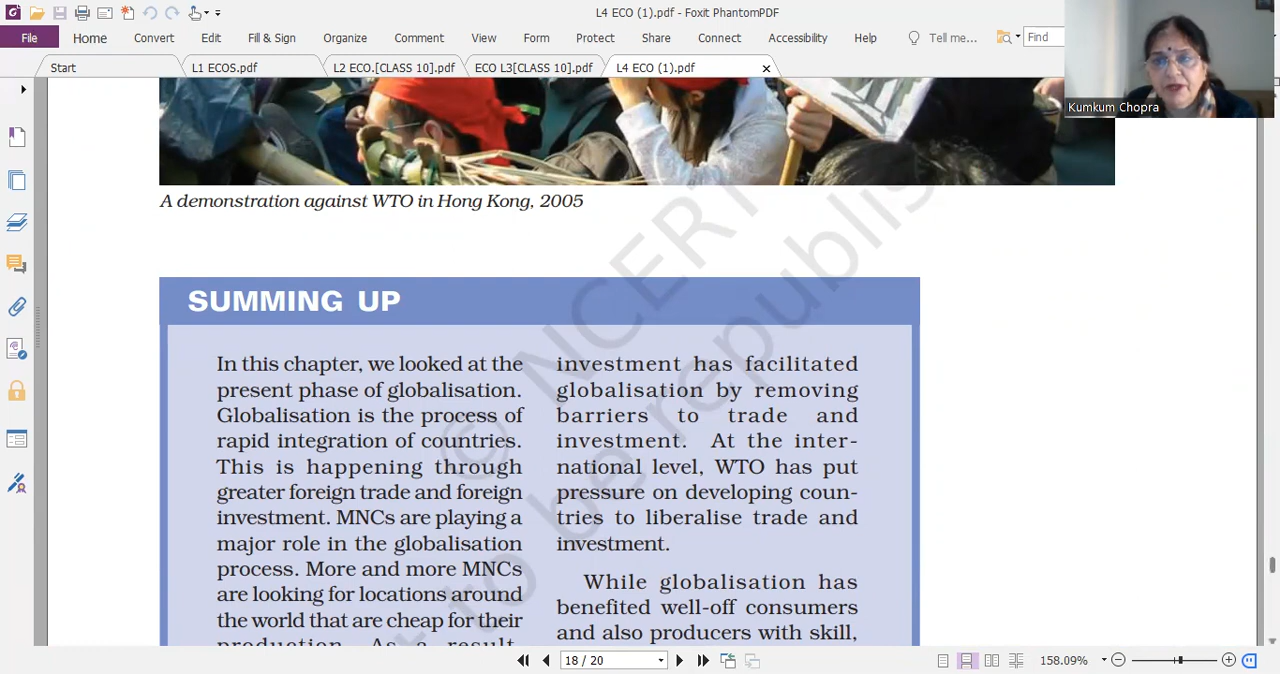 L4 ECO (1).pdf - Foxit PhantomPDF
File Home Convert Edit Fill & Sign Organize Comment View Form Protect Share Connect Accessibility Help Tell me... Find
Start L1 ECOS.pdf L2 ECO.[CLASS 10].pdf ECO L3[CLASS 10].pdf L4 ECO (1).pdf
Kumkum Chopra
A demonstration against WTO in Hong Kong, 2005
SUMMING UP
In this chapter, we looked at the
present phase of globalisation.
Globalisation is the process of
rapid integration of countries.
This is happening through
greater foreign trade and foreign
investment. MNCs are playing a
major role in the globalisation
process. More and more MNCs
are looking for locations around
the world that are cheap for their
production. As a result,
investment has facilitated
globalisation by removing
barriers to trade and
investment. At the inter-
national level, WTO has put
pressure on developing coun-
tries to liberalise trade and
investment.
While globalisation has
benefited well-off consumers
and also producers with skill,
© NCERT
not to be republis
18 / 20
158.09%